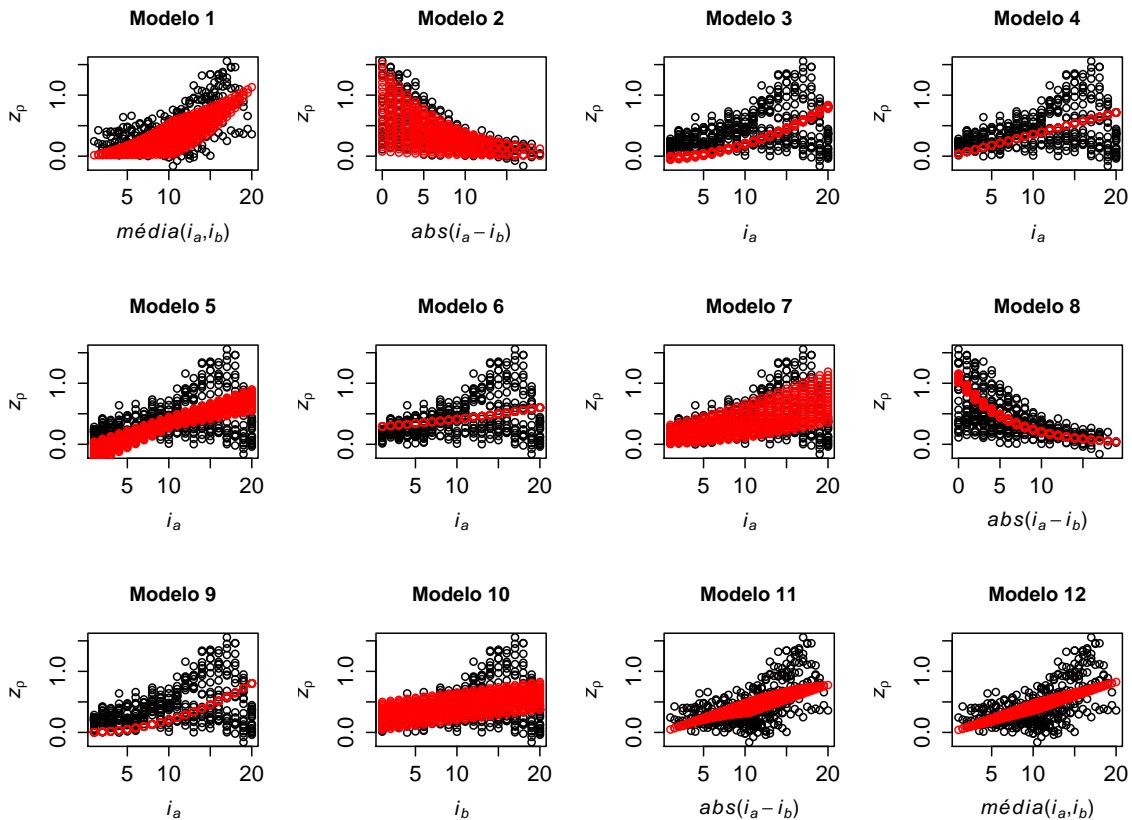 Modelo 1
Modelo 2
Modelo 3
Modelo 4
zρ
0.0 1.0
5 10 20
média(ia,ib)
zρ
0.0 1.0
0 5 10
abs(ia − ib)
zρ
0.0 1.0
5 10 20
ia
zρ
0.0 1.0
5 10 20
ia
Modelo 5
Modelo 6
Modelo 7
Modelo 8
zρ
0.0 1.0
5 10 20
ia
zρ
0.0 1.0
5 10 20
ia
zρ
0.0 1.0
5 10 20
ia
zρ
0.0 1.0
0 5 10
abs(ia − ib)
Modelo 9
Modelo 10
Modelo 11
Modelo 12
zρ
0.0 1.0
5 10 20
ia
zρ
0.0 1.0
5 10 20
ib
zρ
0.0 1.0
5 10 20
abs(ia − ib)
zρ
0.0 1.0
5 10 20
média(ia,ib)